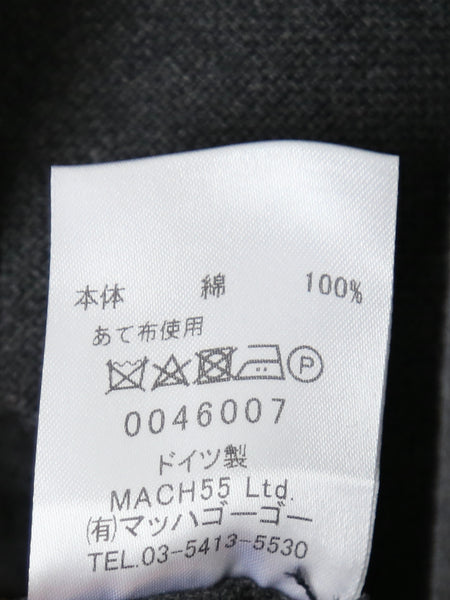 本体 綿 100%
あて布使用
P
0046007
ドイツ製
MACH55 Ltd.
(有)マッハゴーゴー
TEL.03-5413-5530